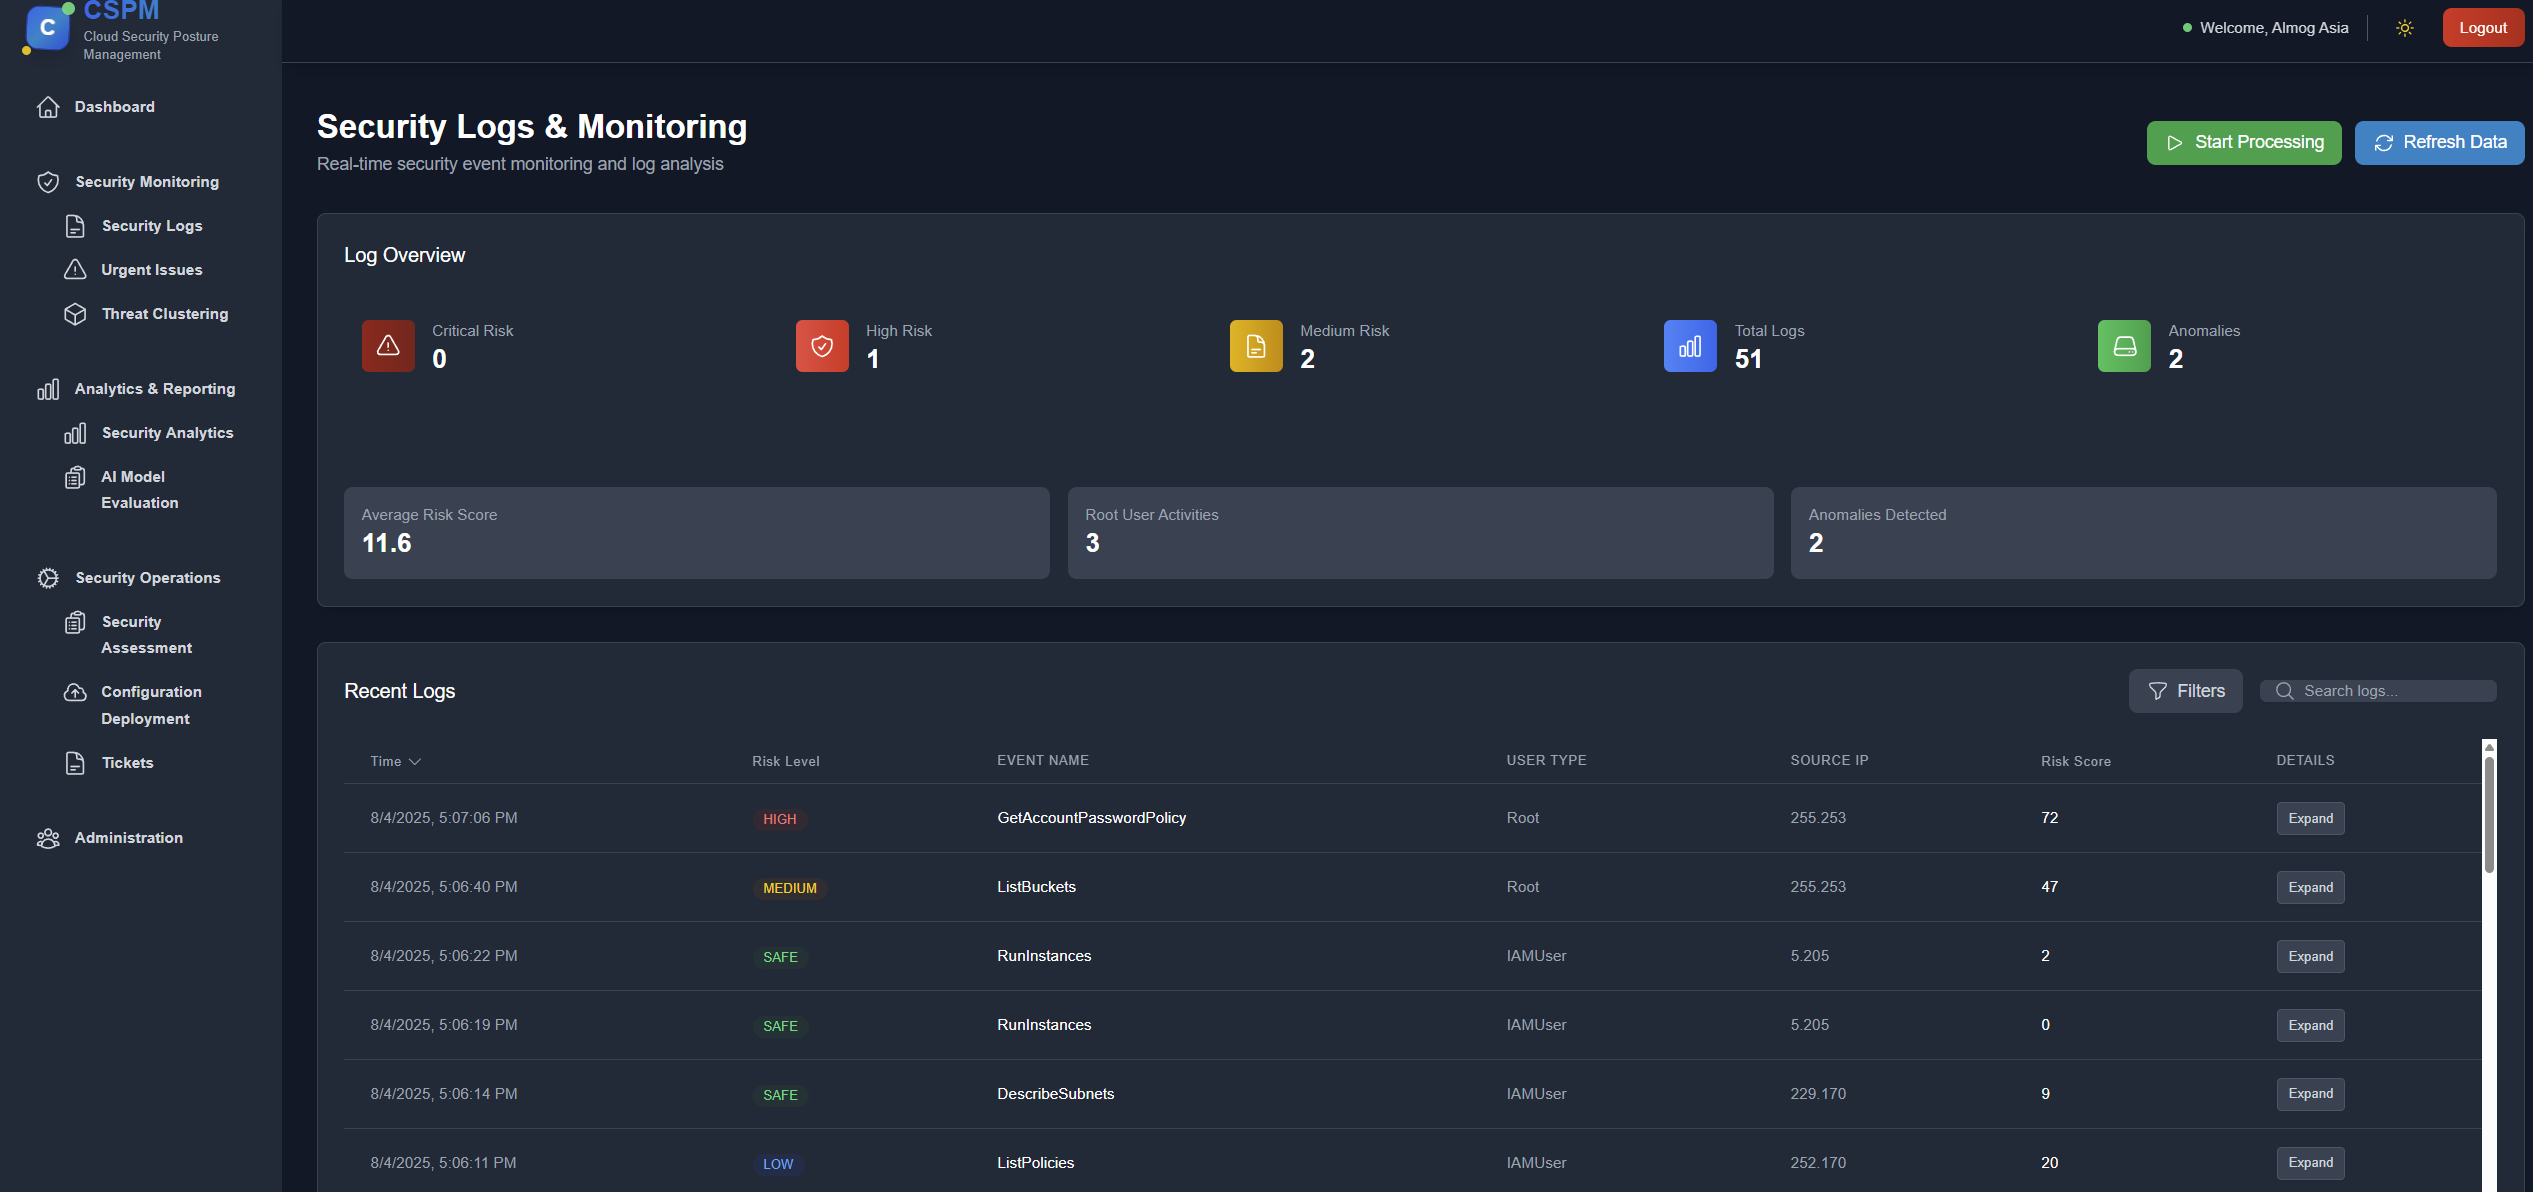 C
CSPM
Cloud Security Posture
Management
Welcome, Almog Asia
Logout
Dashboard
Security Monitoring
Security Logs
Urgent Issues
Threat Clustering
Analytics & Reporting
Security Analytics
AI Model
Evaluation
Security Operations
Security
Assessment
Configuration
Deployment
Tickets
Administration
Security Logs & Monitoring
Real-time security event monitoring and log analysis
Start Processing
Refresh Data
Log Overview
Critical Risk
0
High Risk
1
Medium Risk
2
Total Logs
51
Anomalies
2
Average Risk Score
11.6
Root User Activities
3
Anomalies Detected
2
Recent Logs
Filters
Search logs...
Time Risk Level EVENT NAME USER TYPE SOURCE IP Risk Score DETAILS
8/4/2025, 5:07:06 PM HIGH GetAccountPasswordPolicy Root 255.253 72 Expand
8/4/2025, 5:06:40 PM MEDIUM ListBuckets Root 255.253 47 Expand
8/4/2025, 5:06:22 PM SAFE RunInstances IAMUser 5.205 2 Expand
8/4/2025, 5:06:19 PM SAFE RunInstances IAMUser 5.205 0 Expand
8/4/2025, 5:06:14 PM SAFE DescribeSubnets IAMUser 229.170 9 Expand
8/4/2025, 5:06:11 PM LOW ListPolicies IAMUser 252.170 20 Expand